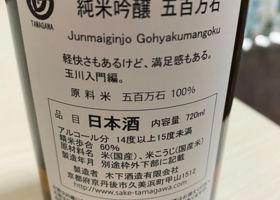 TAMAGAWA
純米吟醸 五百万石
Junmaiginjo Gohyakumangoku
軽快さもあるけど、満足感もある。
玉川入門編。
原料米 五百万石 100%
品目 日本酒 内容量 720ml
アルコール分 14度以上15度未満
精米歩合 60%
原材料名 米(国産)、米こうじ(国産米)
製造年月 別途枠外下部に記載
製造者 木下酒造有限会社
京都府京丹後市久美浜町甲山1512
http://www.sake-tamagawa.com/